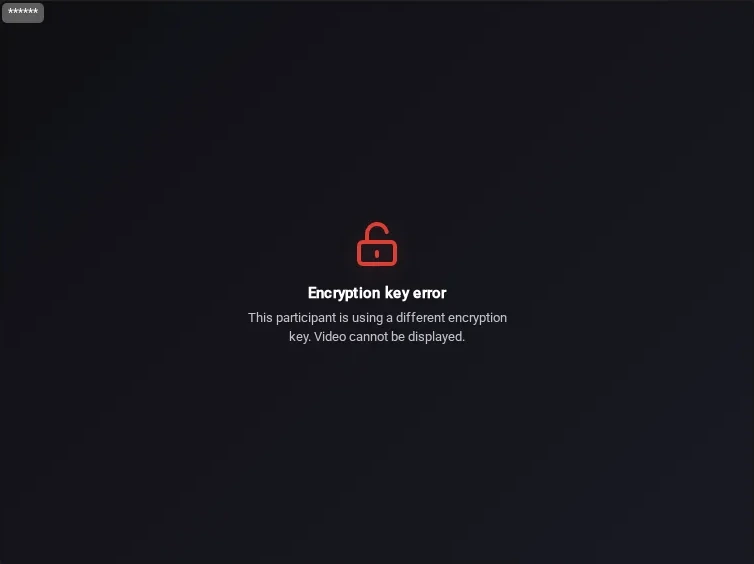 ******
Encryption key error
This participant is using a different encryption
key. Video cannot be displayed.